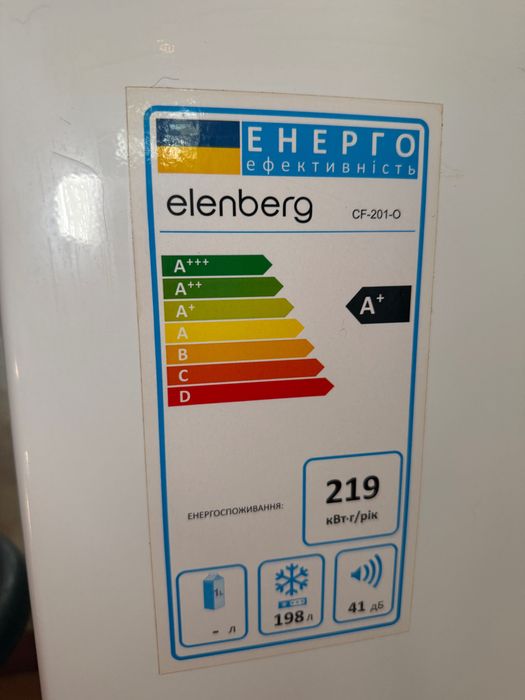 ЕНЕРГО
ефективність
elenberg CF-201-O
A+++
A++
A+
A+
A
B
C
D
ЕНЕРГОСПОЖИВАННЯ:
219
кВт·г/рік
1L
- л
198 л
41 дБ